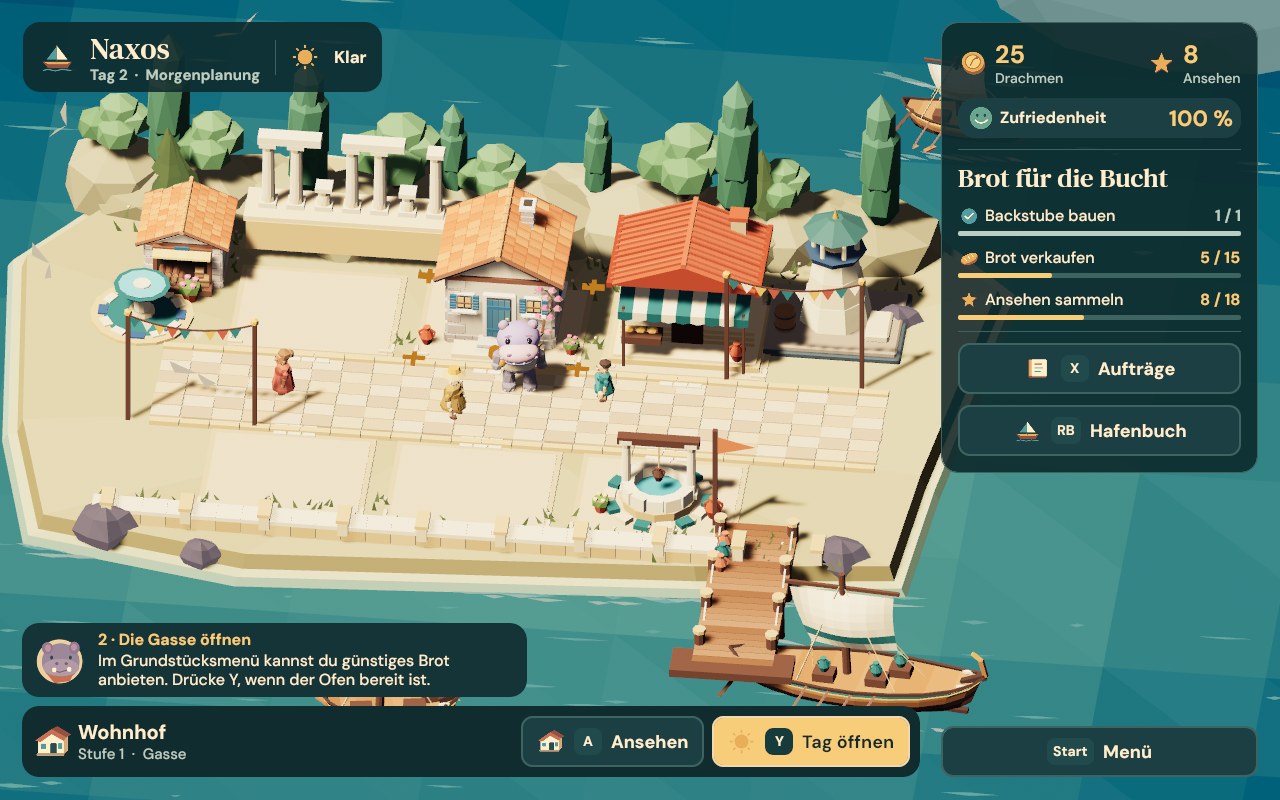 Naxos
Tag 2 · Morgenplanung
Klar
25
Drachmen
8
Ansehen
Zufriedenheit
100 %
Brot für die Bucht
Backstube bauen
1 / 1
Brot verkaufen
5 / 15
Ansehen sammeln
8 / 18
X Aufträge
RB Hafenbuch
2 · Die Gasse öffnen
Im Grundstücksmenü kannst du günstiges Brot
anbieten. Drücke Y, wenn der Ofen bereit ist.
Wohnhof
Stufe 1 · Gasse
A Ansehen
Y Tag öffnen
Start Menü